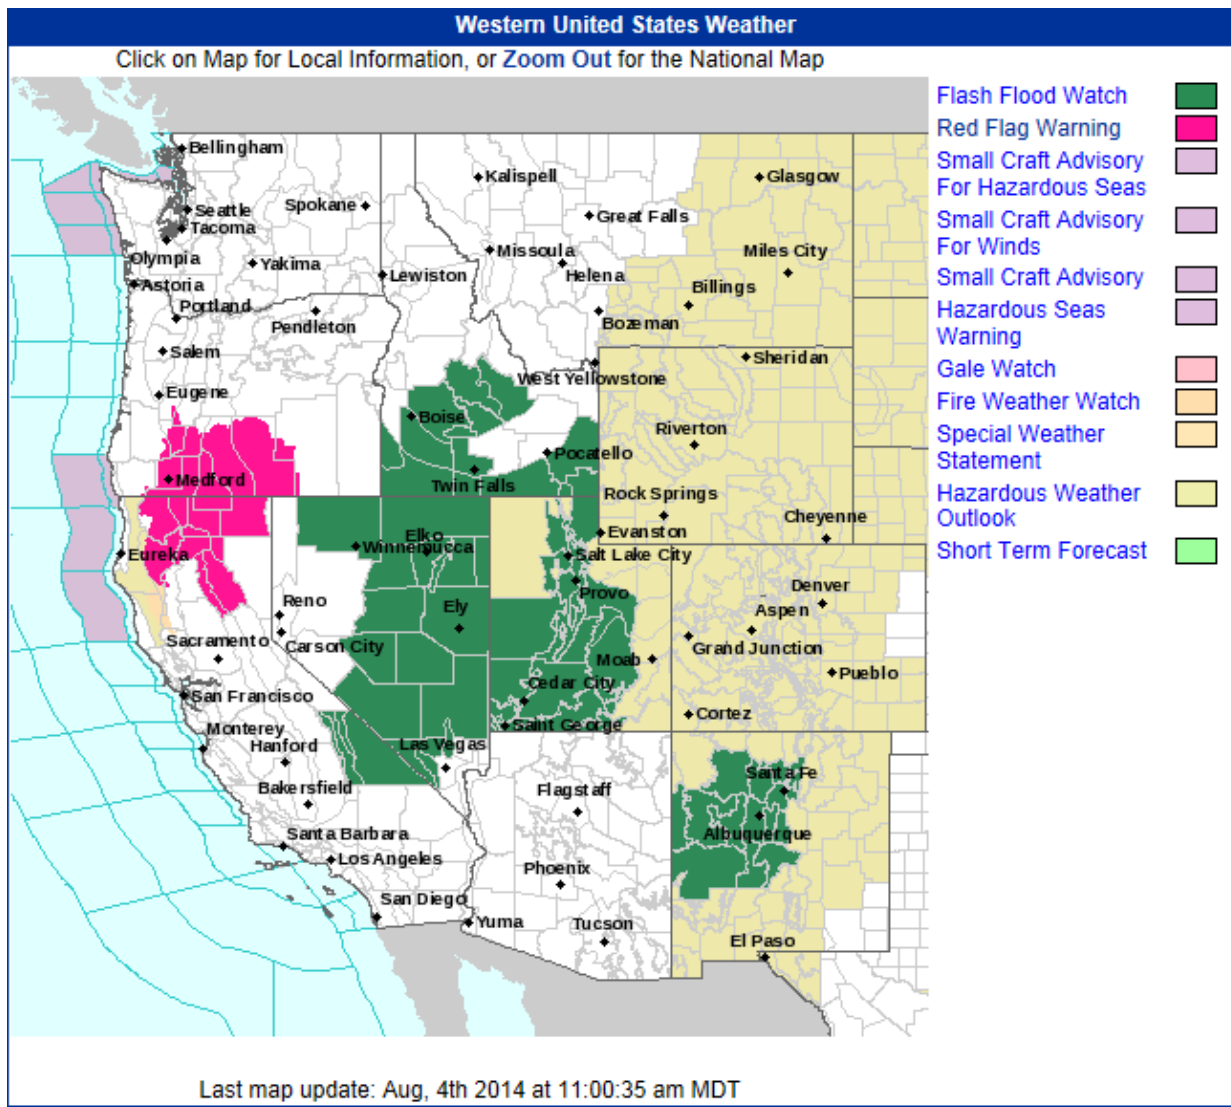 Western United States Weather
Click on Map for Local Information, or Zoom Out for the National Map
Flash Flood Watch
Red Flag Warning
Small Craft Advisory
For Hazardous Seas
Small Craft Advisory
For Winds
Small Craft Advisory
Hazardous Seas
Warning
Gale Watch
Fire Weather Watch
Special Weather
Statement
Hazardous Weather
Outlook
Short Term Forecast
Bellingham
Kalispell
Glasgow
Spokane
Seattle
Great Falls
Tacoma
Olympia
Missoula
Miles City
Yakima
Lewiston
Helena
Astoria
Billings
Portland
Pendleton
Bozeman
Salem
Sheridan
West Yellowstone
Eugene
Boise
Riverton
Pocatello
Medford
Twin Falls
Rock Springs
Cheyenne
Elko
Evanston
Winnemucca
Eureka
Salt Lake City
Provo
Denver
Reno
Ely
Aspen
Sacramento
Carson City
Grand Junction
Moab
Pueblo
Cedar City
San Francisco
Cortez
Saint George
Monterey
Hanford
Las Vegas
Santa Fe
Bakersfield
Flagstaff
Albuquerque
Santa Barbara
Los Angeles
Phoenix
San Diego
Yuma
Tucson
El Paso
Last map update: Aug, 4th 2014 at 11:00:35 am MDT